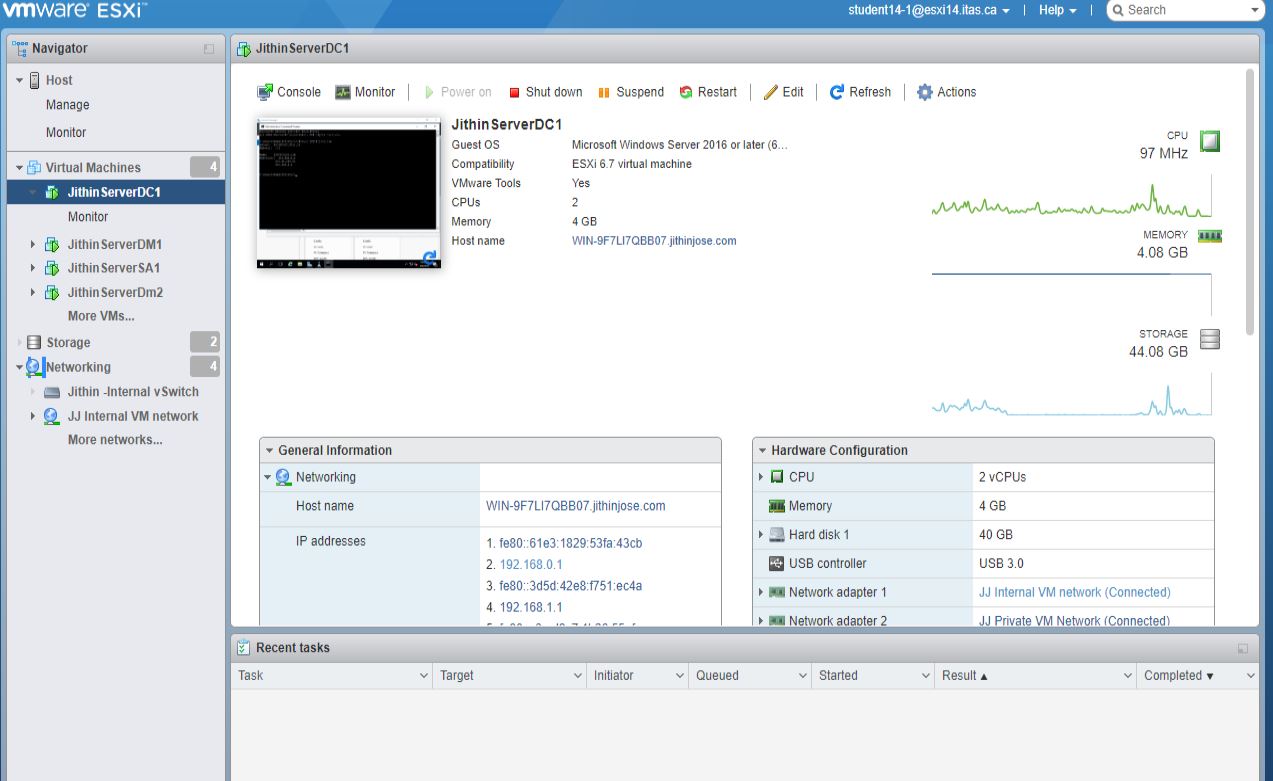 vmware ESXi™
student14-1@esxi14.itas.ca | Help | Search
Navigator
Host
Manage
Monitor
Virtual Machines 4
JithinServerDC1
Monitor
JithinServerDM1
JithinServerSA1
JithinServerDm2
More VMs...
Storage 2
Networking 4
Jithin -Internal vSwitch
JJ Internal VM network
More networks...
JithinServerDC1
Console Monitor | Power on Shut down Suspend Restart | Edit | Refresh | Actions
JithinServerDC1
Guest OS Microsoft Windows Server 2016 or later (6...
Compatibility ESXi 6.7 virtual machine
VMware Tools Yes
CPUs 2
Memory 4 GB
Host name WIN-9F7LI7QBB07.jithinjose.com
CPU
97 MHz
MEMORY
4.08 GB
STORAGE
44.08 GB
General Information
Networking
Host name WIN-9F7LI7QBB07.jithinjose.com
IP addresses
1. fe80::61e3:1829:53fa:43cb
2. 192.168.0.1
3. fe80::3d5d:42e8:f751:ec4a
4. 192.168.1.1
Hardware Configuration
CPU 2 vCPUs
Memory 4 GB
Hard disk 1 40 GB
USB controller USB 3.0
Network adapter 1 JJ Internal VM network (Connected)
Network adapter 2 JJ Private VM Network (Connected)
Recent tasks
Task Target Initiator Queued Started Result ▲ Completed ▼